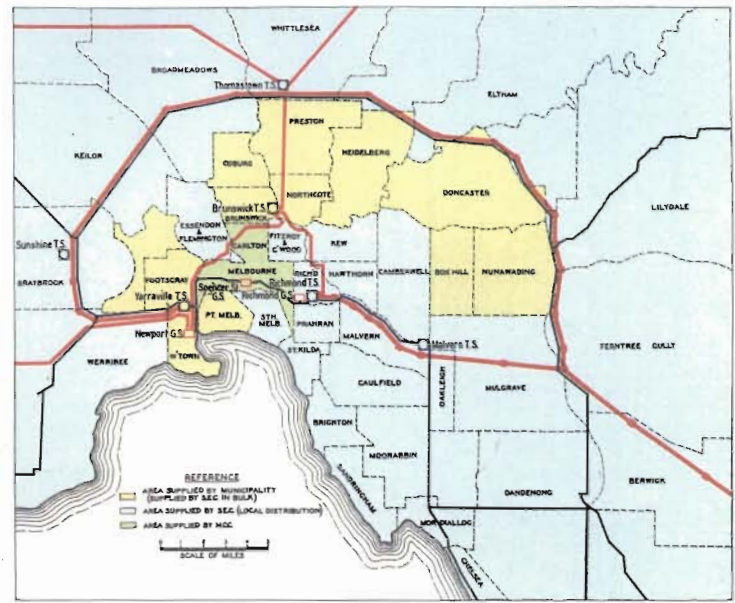 WHITTLESEA
BROADMEADOWS
Thomastown T.S.
ELTHAM
PRESTON
KEILOR
COBURG
HEIDELBERG
DONCASTER
NORTHCOTE
LILYDALE
Brunswick T.S.
BRUNSWICK
ESSENDON
&
FLEMINGTON
FITZROY
&
C'WOOD
KEW
CARLTON
Sunshine T.S.
BRAYBROOK
FOOTSCRAY
MELBOURNE
RICHD
HAWTHORN
CAMBERWELL
BOX HILL
NUNAWADING
Yarraville T.S.
Spencer St.
G.S.
Richmond T.S.
Richmond G.S.
PT. MELB.
STH.
MELB.
PRAHRAN
Newport G.S.
W'TOWN
WERRIBEE
ST KILDA
MALVERN
Malvern T.S.
FERNTREE GULLY
CAULFIELD
OAKLEIGH
MULGRAVE
BRIGHTON
MOORABBIN
SANDRINGHAM
DANDENONG
BERWICK
MORDIALLOC
CHELSEA
REFERENCE
AREA SUPPLIED BY MUNICIPALITY
(SUPPLIED BY S.E.C. IN BULK)
AREA SUPPLIED BY S.E.C. (LOCAL DISTRIBUTION)
AREA SUPPLIED BY M.C.C.
SCALE OF MILES